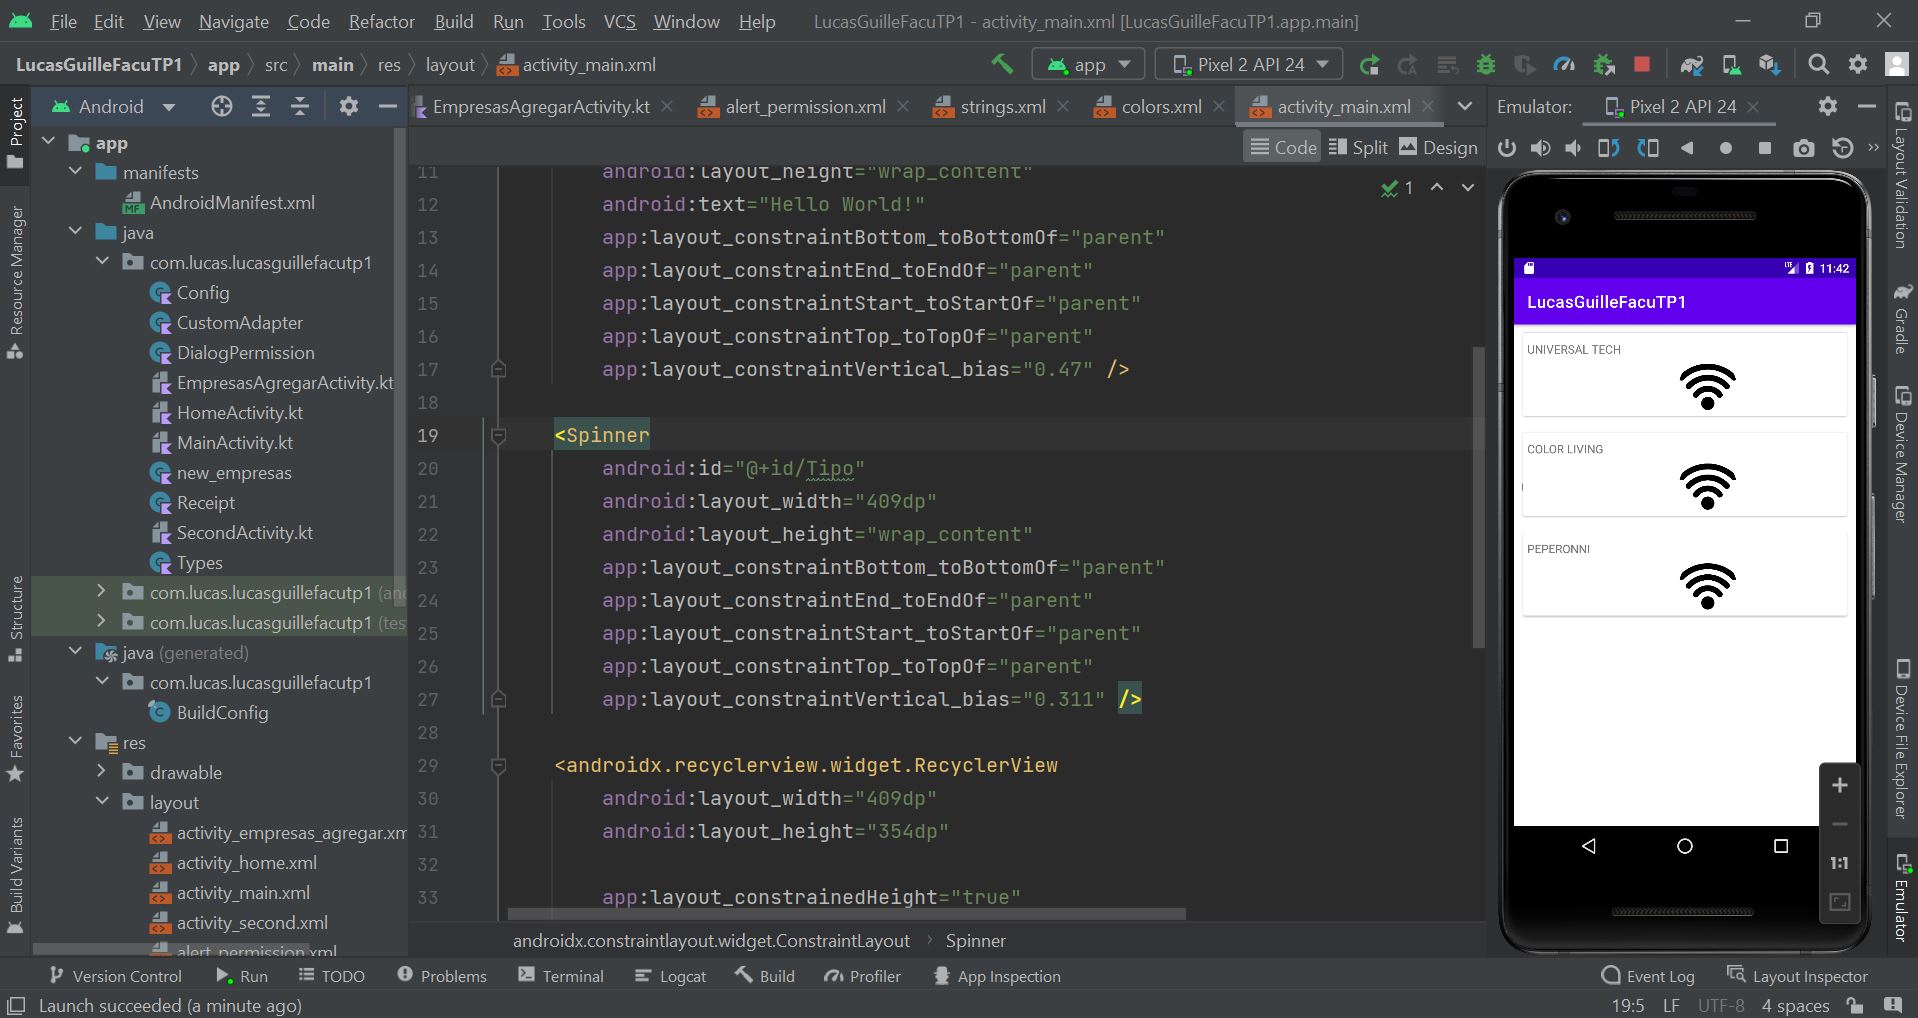 File Edit View Navigate Code Refactor Build Run Tools VCS Window Help LucasGuilleFacuTP1 - activity_main.xml [LucasGuilleFacuTP1.app.main]
LucasGuilleFacuTP1 app src main res layout activity_main.xml app Pixel 2 API 24
Android EmpresasAgregarActivity.kt alert_permission.xml strings.xml colors.xml activity_main.xml Emulator: Pixel 2 API 24
Code Split Design
Project
Resource Manager
Structure
Favorites
Build Variants
app
manifests
AndroidManifest.xml
MF
java
com.lucas.lucasguillefacutp1
Config
CustomAdapter
DialogPermission
EmpresasAgregarActivity.kt
HomeActivity.kt
MainActivity.kt
new_empresas
Receipt
SecondActivity.kt
Types
com.lucas.lucasguillefacutp1 (anc
com.lucas.lucasguillefacutp1 (tes
java (generated)
com.lucas.lucasguillefacutp1
BuildConfig
res
drawable
layout
activity_empresas_agregar.xm
activity_home.xml
activity_main.xml
activity_second.xml
alert_permission.xml
1
11 android:layout_height="wrap_content"
12 android:text="Hello World!"
13 app:layout_constraintBottom_toBottomOf="parent"
14 app:layout_constraintEnd_toEndOf="parent"
15 app:layout_constraintStart_toStartOf="parent"
16 app:layout_constraintTop_toTopOf="parent"
17 app:layout_constraintVertical_bias="0.47" />
18
19 <Spinner
20 android:id="@+id/Tipo"
21 android:layout_width="409dp"
22 android:layout_height="wrap_content"
23 app:layout_constraintBottom_toBottomOf="parent"
24 app:layout_constraintEnd_toEndOf="parent"
25 app:layout_constraintStart_toStartOf="parent"
26 app:layout_constraintTop_toTopOf="parent"
27 app:layout_constraintVertical_bias="0.311" />
28
29 <androidx.recyclerview.widget.RecyclerView
30 android:layout_width="409dp"
31 android:layout_height="354dp"
32
33 app:layout_constrainedHeight="true"
androidx.constraintlayout.widget.ConstraintLayout Spinner
LTE 11:42
LucasGuilleFacuTP1
UNIVERSAL TECH
COLOR LIVING
PEPERONNI
1:1
Layout Validation
Gradle
Device Manager
Device File Explorer
Emulator
Version Control Run TODO Problems Terminal Logcat Build Profiler App Inspection Event Log Layout Inspector
Launch succeeded (a minute ago) 19:5 LF UTF-8 4 spaces